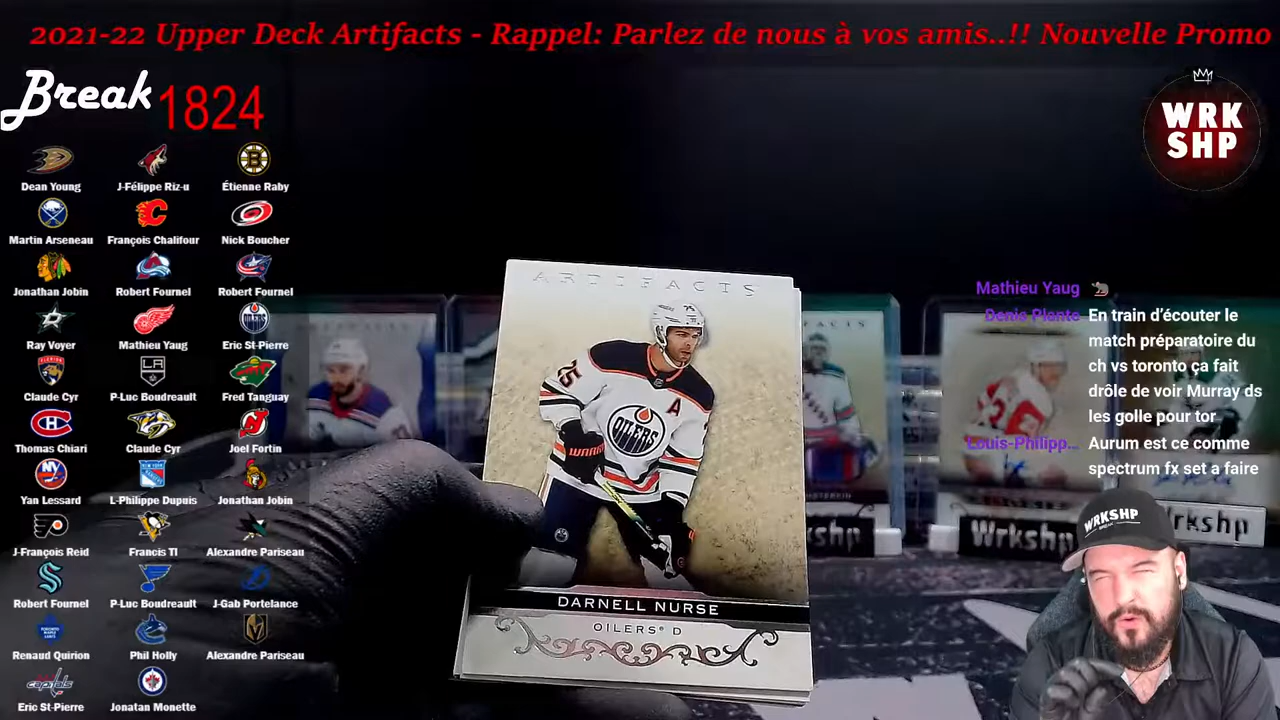 2021-22 Upper Deck Artifacts - Rappel: Parlez de nous à vos amis..!! Nouvelle Promo
Break 1824
WRK
SHP
Dean Young J-Félippe Riz-u Étienne Raby
Martin Arseneau François Chalifour Nick Boucher
Jonathan Jobin Robert Fournel Robert Fournel
Ray Voyer Mathieu Yaug Eric St-Pierre
Claude Cyr P-Luc Boudreault Fred Tanguay
Thomas Chiari Claude Cyr Joel Fortin
Yan Lessard L-Philippe Dupuis Jonathan Jobin
J-François Reid Francis TI Alexandre Pariseau
Robert Fournel P-Luc Boudreault J-Gab Portelance
Renaud Quirion Phil Holly Alexandre Pariseau
Eric St-Pierre Jonatan Monette
ARTIFACTS
25
A
OILERS
DARNELL NURSE
OILERS® D
Mathieu Yaug
Denis Plante En train d'écouter le
match préparatoire du
ch vs toronto ça fait
drôle de voir Murray ds
les golle pour tor
Louis-Philipp... Aurum est ce comme
spectrum fx set a faire
Wrkshp
WRKSHP